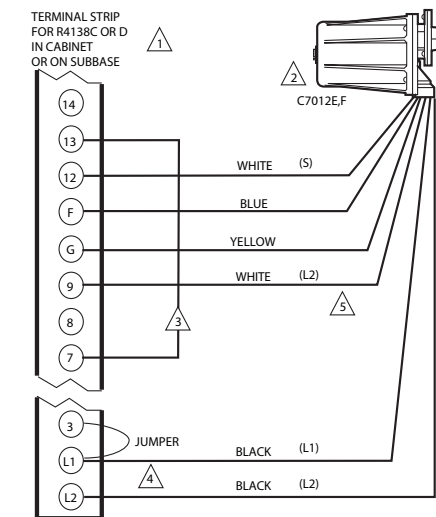 TERMINAL STRIP
FOR R4138C OR D
IN CABINET
OR ON SUBBASE
1
2
C7012E,F
14
13
12
WHITE (S)
F
BLUE
G
YELLOW
9
WHITE (L2)
5
8
3
7
3
JUMPER
L1
BLACK (L1)
4
L2
BLACK (L2)